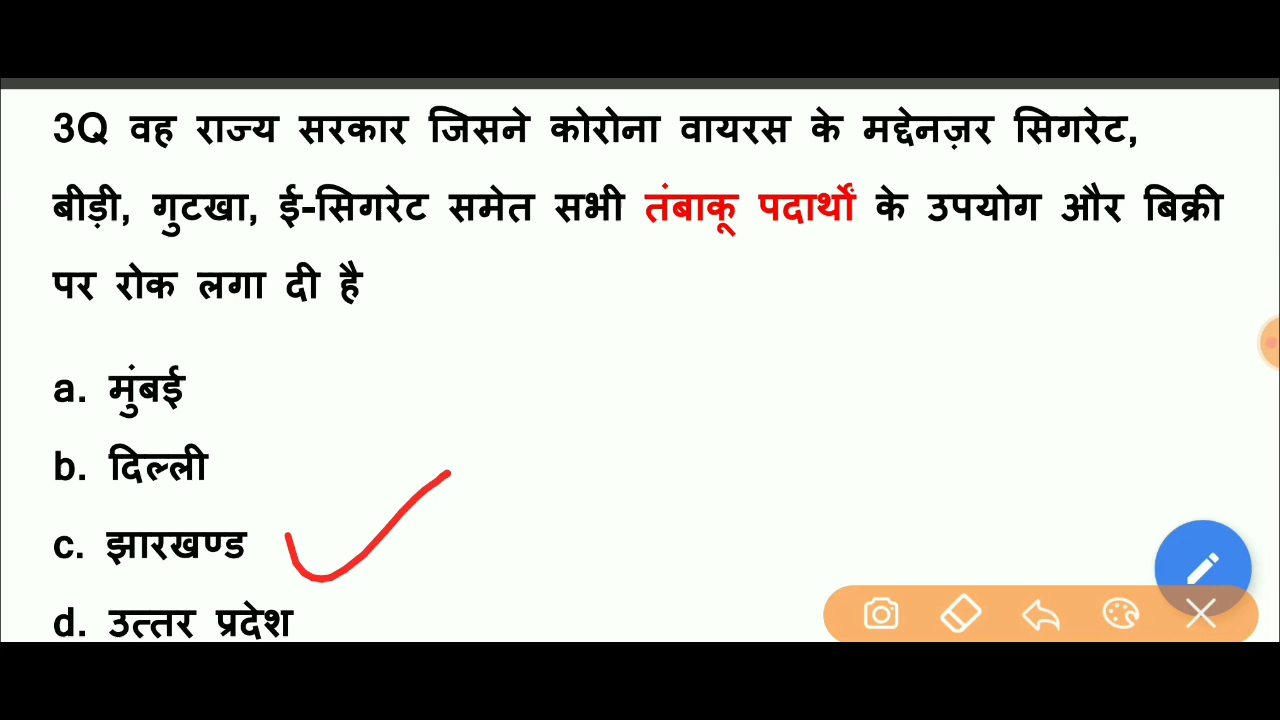 3Q वह राज्य सरकार जिसने कोरोना वायरस के मद्देनज़र सिगरेट,
बीड़ी, गुटखा, ई-सिगरेट समेत सभी तंबाकू पदार्थों के उपयोग और बिक्री
पर रोक लगा दी है
a. मुंबई
b. दिल्ली
c. झारखण्ड
d. उत्तर प्रदेश